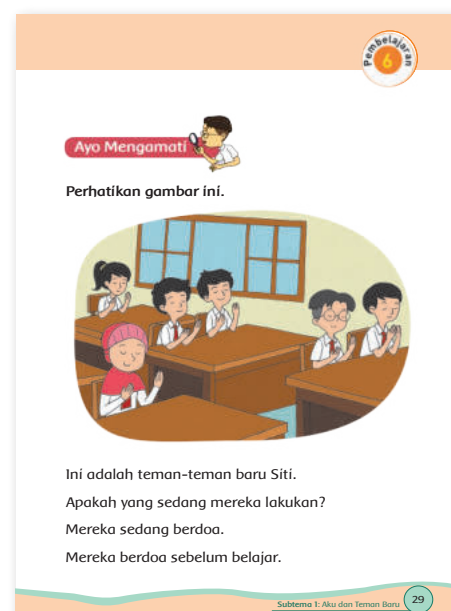 Pembelajaran
6
Ayo Mengamati
Perhatikan gambar ini.
Ini adalah teman-teman baru Siti.
Apakah yang sedang mereka lakukan?
Mereka sedang berdoa.
Mereka berdoa sebelum belajar.
Subtema 1: Aku dan Teman Baru
29